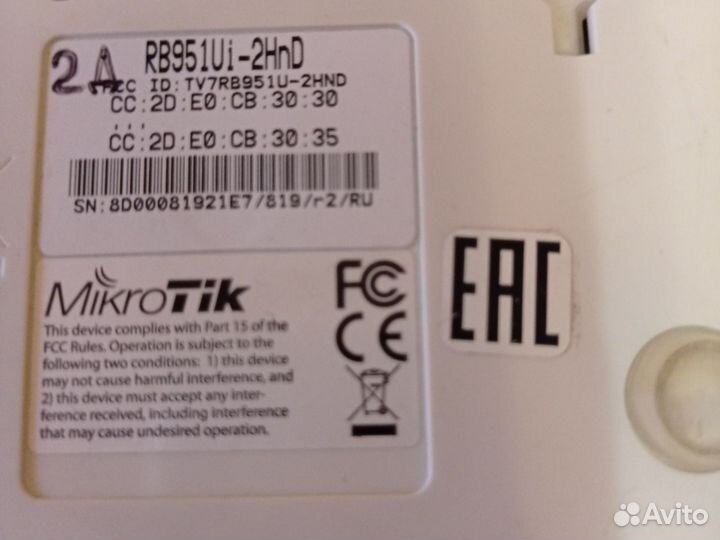 RB951Ui-2HnD
2A
FCC ID:TV7RB951U-2HND
CC:2D:E0:CB:30:30
...
CC:2D:E0:CB:30:35
SN:8D00081921E7/819/r2/RU
MikroTik
FC
CE
EAC
This device complies with Part 15 of the
FCC Rules. Operation is subject to the
following two conditions: 1) this device
may not cause harmful interference, and
2) this device must accept any inter-
ference received, including interference
that may cause undesired operation.
Avito